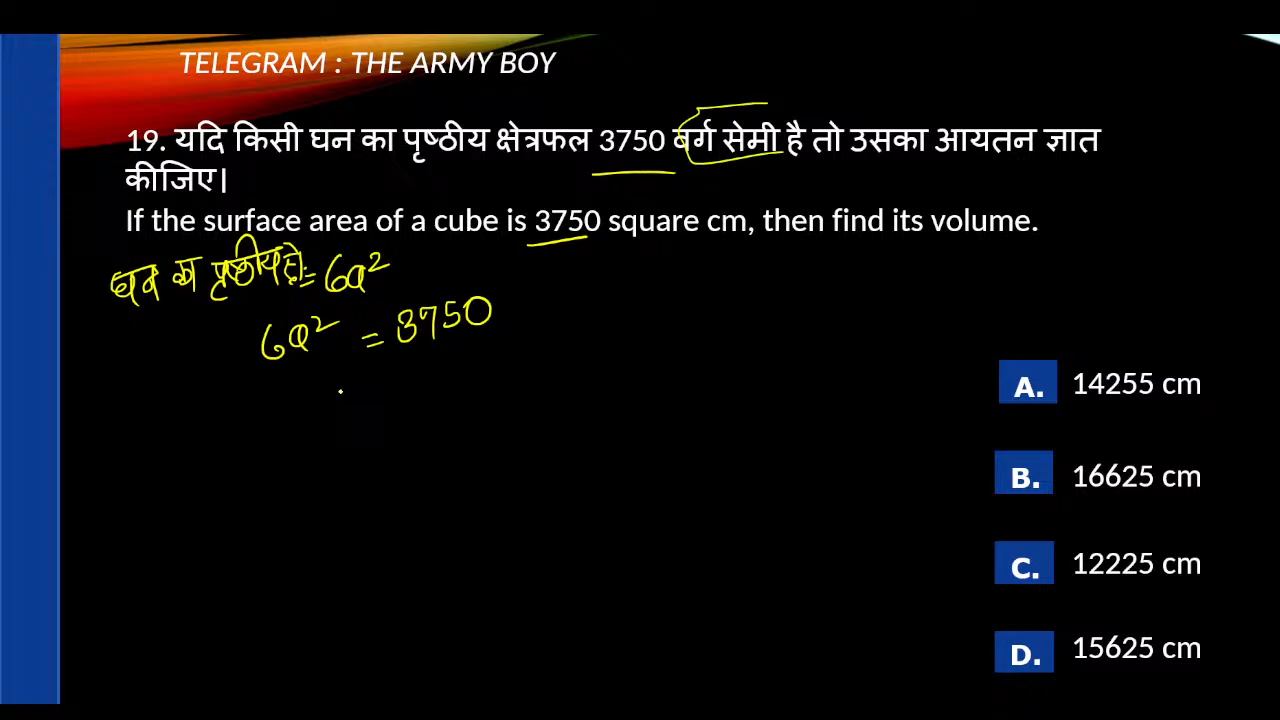 TELEGRAM : THE ARMY BOY
19. यदि किसी घन का पृष्ठीय क्षेत्रफल 3750 वर्ग सेमी है तो उसका आयतन ज्ञात
कीजिए।
If the surface area of a cube is 3750 square cm, then find its volume.
घन का पृष्ठीय क्षे० = 6a²
6a² = 3750
A. 14255 cm
B. 16625 cm
C. 12225 cm
D. 15625 cm